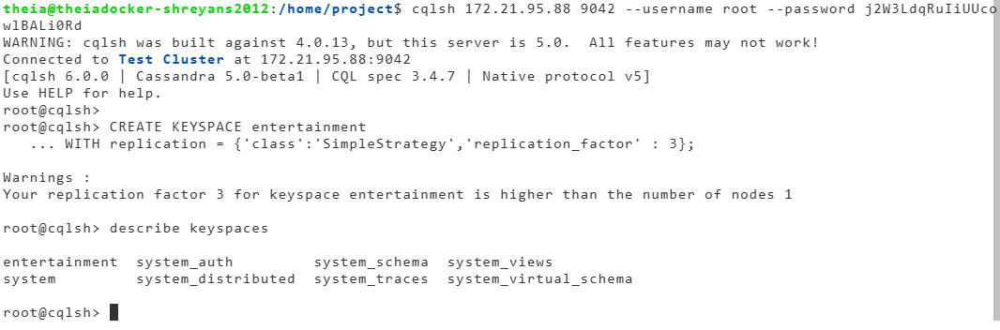 theia@theiadocker-shreyans2012:/home/project$ cqlsh 172.21.95.88 9042 --username root --password j2W3LdqRuIiUUco
wlBALi0Rd
WARNING: cqlsh was built against 4.0.13, but this server is 5.0.  All features may not work!
Connected to Test Cluster at 172.21.95.88:9042
[cqlsh 6.0.0 | Cassandra 5.0-beta1 | CQL spec 3.4.7 | Native protocol v5]
Use HELP for help.
root@cqlsh>
root@cqlsh> CREATE KEYSPACE entertainment
   ... WITH replication = {'class':'SimpleStrategy','replication_factor' : 3};
Warnings :
Your replication factor 3 for keyspace entertainment is higher than the number of nodes 1
root@cqlsh> describe keyspaces
entertainment  system_auth         system_schema  system_views
system         system_distributed  system_traces  system_virtual_schema
root@cqlsh>